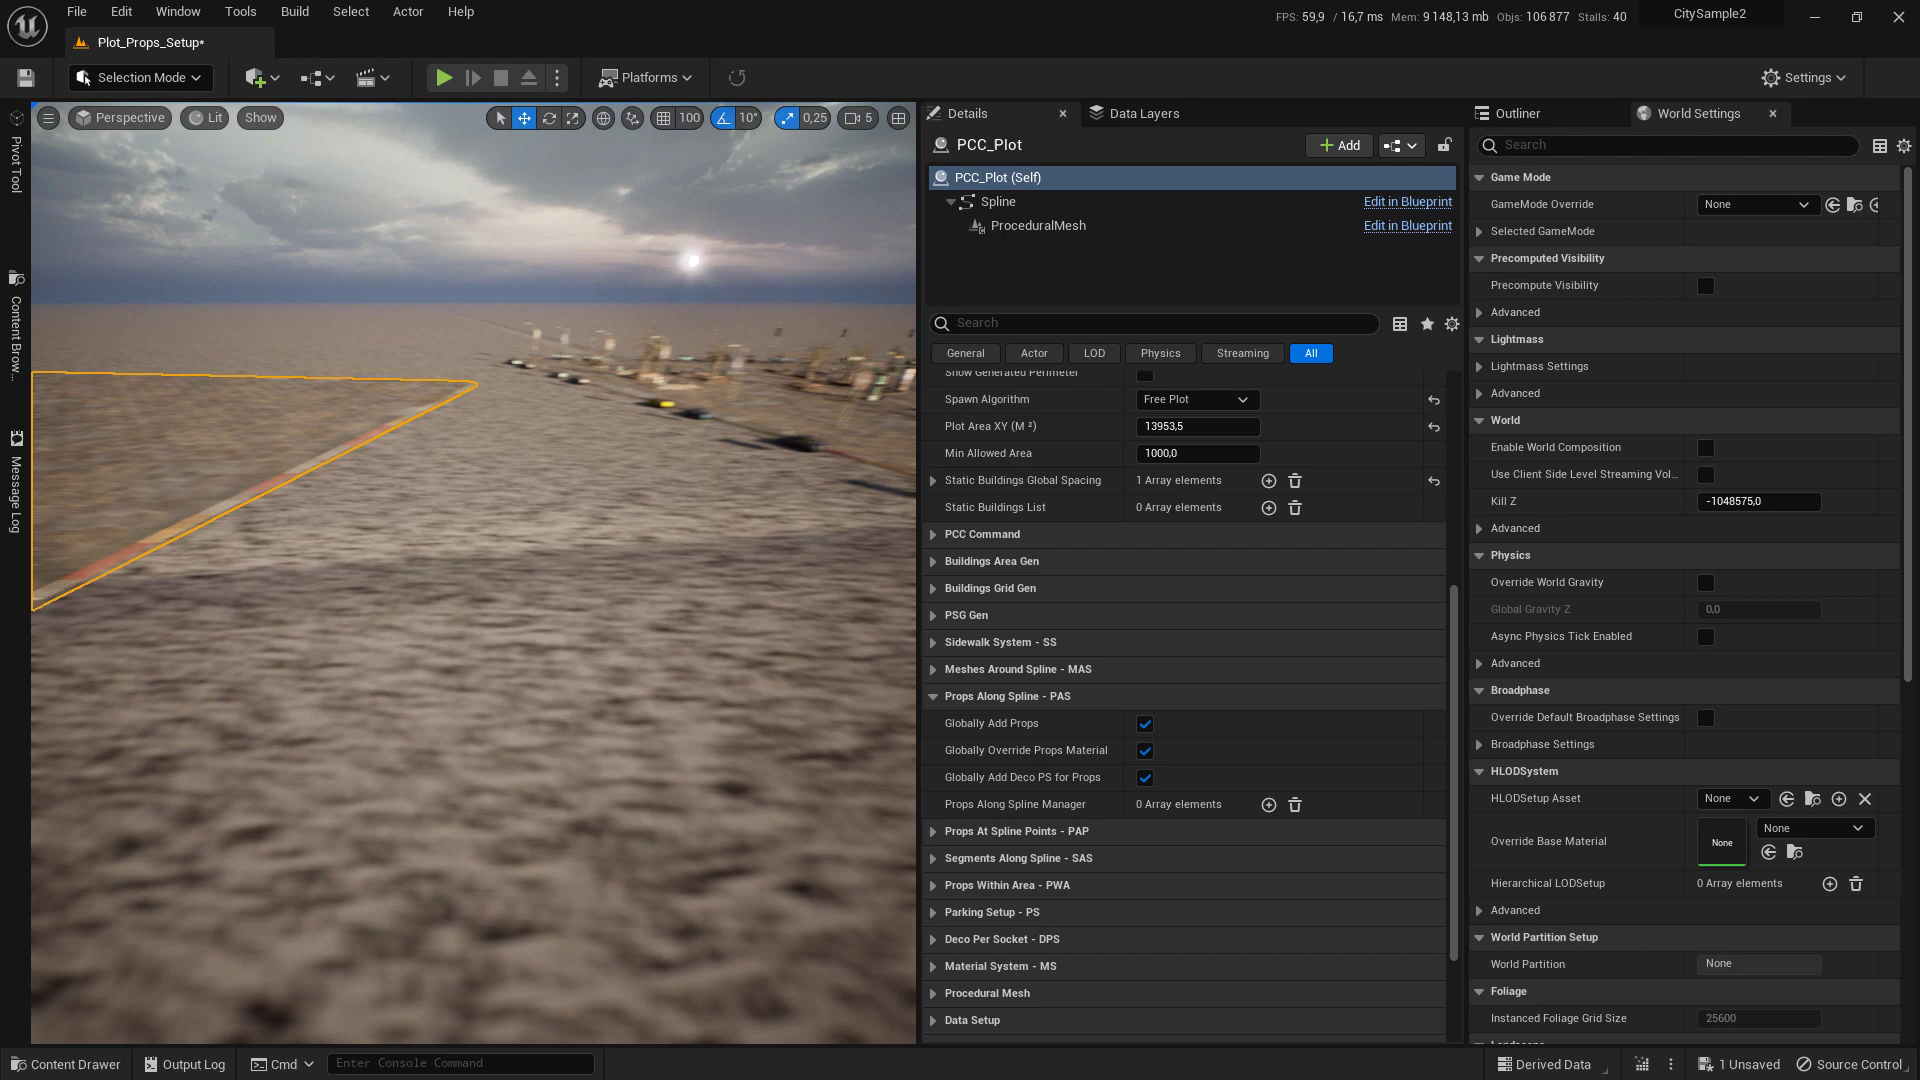 File Edit Window Tools Build Select Actor Help
FPS: 59,9 / 16,7 ms Mem: 9 148,13 mb Objs: 106 877 Stalls: 40
CitySample2
Plot_Props_Setup*
Selection Mode
Platforms
Settings
Perspective Lit Show
100 10° 0,25 5
Pivot Tool
Content Brow...
Message Log
Details
Data Layers
PCC_Plot
Add
PCC_Plot (Self)
Spline Edit in Blueprint
ProceduralMesh Edit in Blueprint
Search
General Actor LOD Physics Streaming All
Show Generated Perimeter
Spawn Algorithm Free Plot
Plot Area XY (M ²) 13953,5
Min Allowed Area 1000,0
Static Buildings Global Spacing 1 Array elements
Static Buildings List 0 Array elements
PCC Command
Buildings Area Gen
Buildings Grid Gen
PSG Gen
Sidewalk System - SS
Meshes Around Spline - MAS
Props Along Spline - PAS
Globally Add Props
Globally Override Props Material
Globally Add Deco PS for Props
Props Along Spline Manager 0 Array elements
Props At Spline Points - PAP
Segments Along Spline - SAS
Props Within Area - PWA
Parking Setup - PS
Deco Per Socket - DPS
Material System - MS
Procedural Mesh
Data Setup
Outliner
World Settings
Search
Game Mode
GameMode Override None
Selected GameMode
Precomputed Visibility
Precompute Visibility
Advanced
Lightmass
Lightmass Settings
Advanced
World
Enable World Composition
Use Client Side Level Streaming Vol...
Kill Z -1048575,0
Advanced
Physics
Override World Gravity
Global Gravity Z 0,0
Async Physics Tick Enabled
Advanced
Broadphase
Override Default Broadphase Settings
Broadphase Settings
HLODSystem
HLODSetup Asset None
Override Base Material None None
Hierarchical LODSetup 0 Array elements
Advanced
World Partition Setup
World Partition None
Foliage
Instanced Foliage Grid Size 25600
Landscape
Content Drawer
Output Log
Cmd
Enter Console Command
Derived Data
1 Unsaved
Source Control